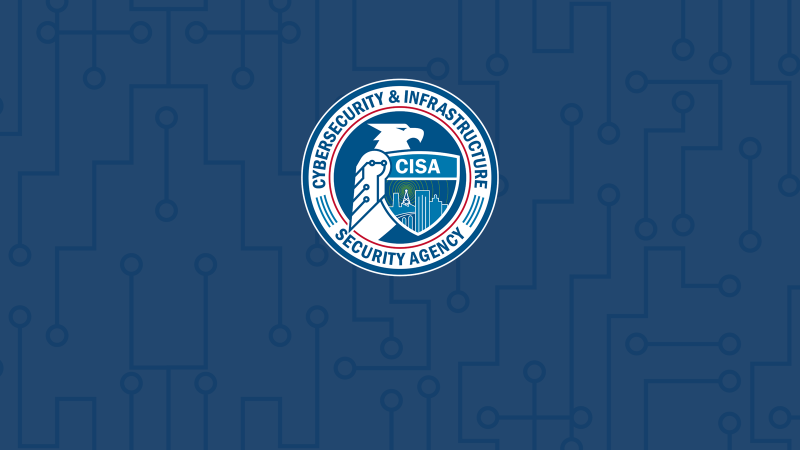 CYBERSECURITY & INFRASTRUCTURE
CISA
SECURITY AGENCY